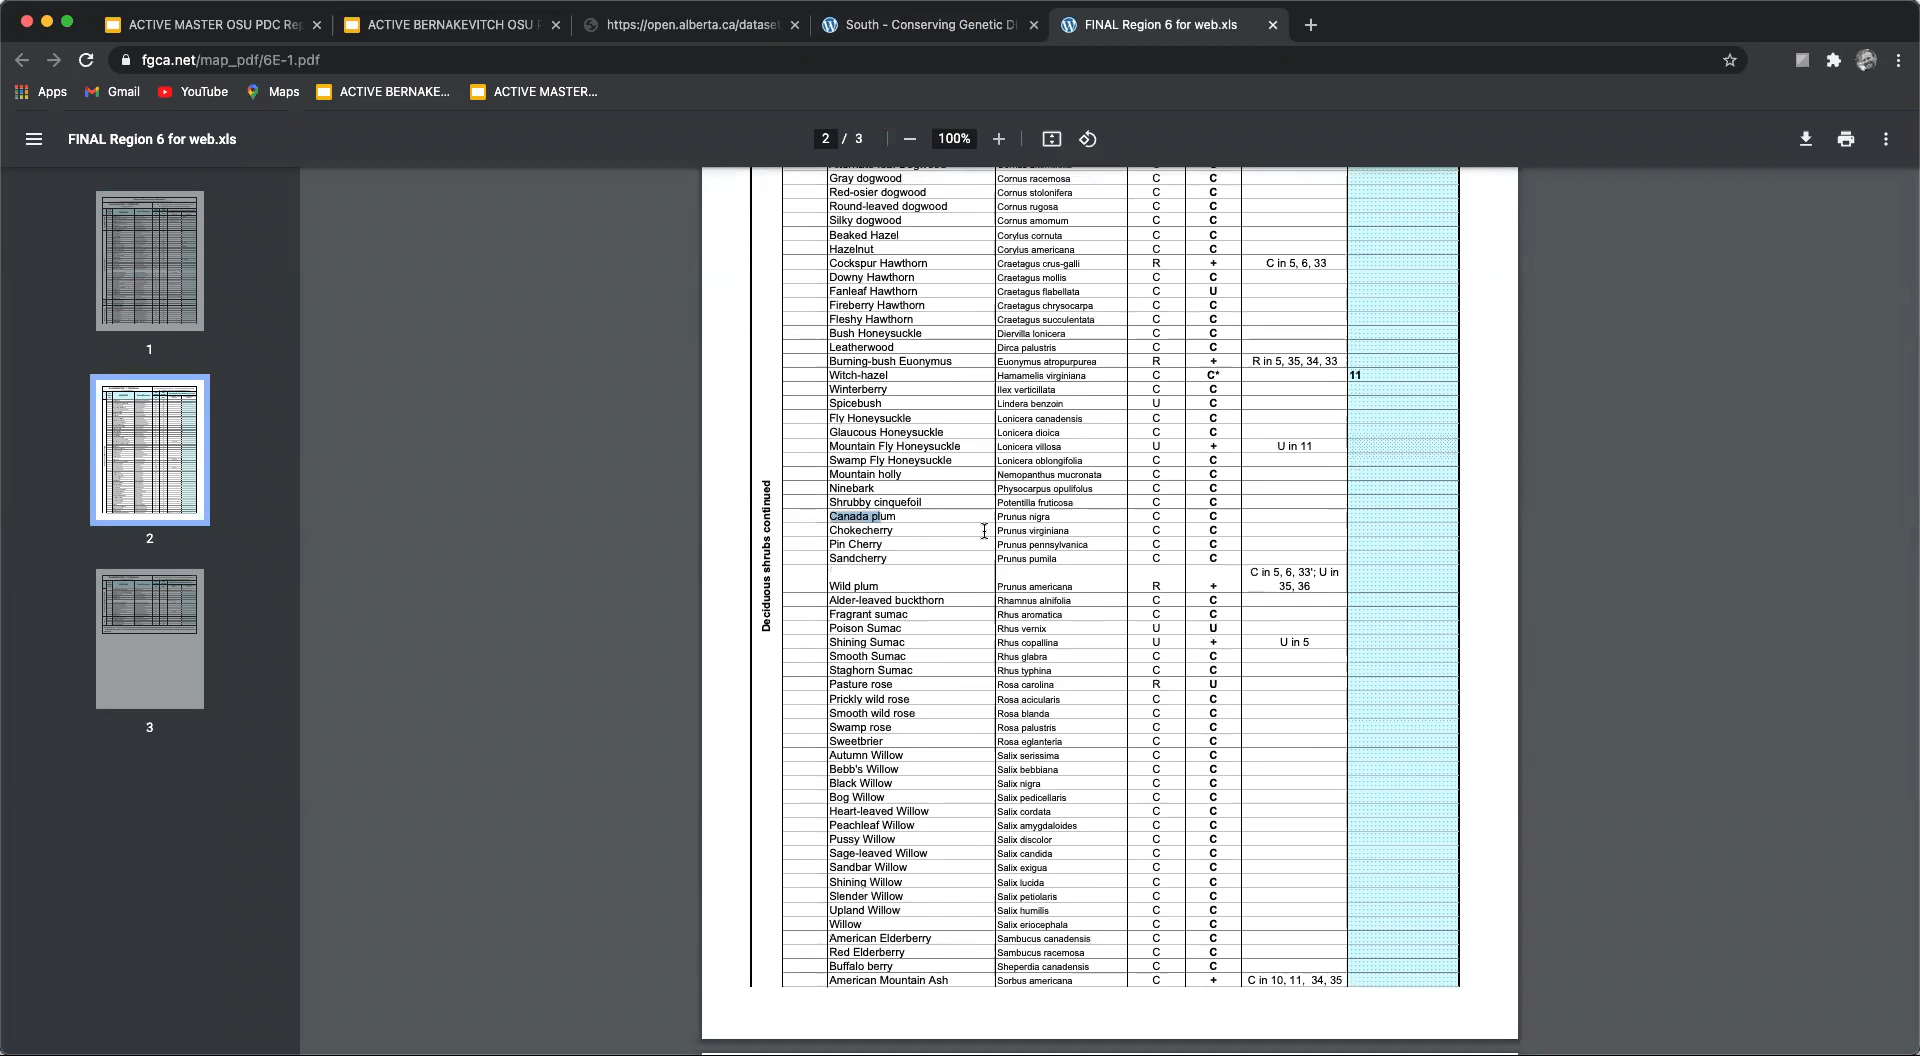 ACTIVE MASTER OSU PDC Re
ACTIVE BERNAKEVITCH OSU
https://open.alberta.ca/dataset
South - Conserving Genetic Di
FINAL Region 6 for web.xls
fgca.net/map_pdf/6E-1.pdf
Apps Gmail YouTube Maps ACTIVE BERNAKE... ACTIVE MASTER...
FINAL Region 6 for web.xls
2 / 3
100%
1
2
3
Deciduous shrubs continued
Gray dogwood Cornus racemosa C C
Red-osier dogwood Cornus stolonifera C C
Round-leaved dogwood Cornus rugosa C C
Silky dogwood Cornus amomum C C
Beaked Hazel Corylus cornuta C C
Hazelnut Corylus americana C C
Cockspur Hawthorn Craetagus crus-galli R + C in 5, 6, 33
Downy Hawthorn Craetagus mollis C C
Fanleaf Hawthorn Craetagus flabellata C U
Fireberry Hawthorn Craetagus chrysocarpa C C
Fleshy Hawthorn Craetagus succulentata C C
Bush Honeysuckle Diervilla lonicera C C
Leatherwood Dirca palustris C C
Burning-bush Euonymus Euonymus atropurpurea R + R in 5, 35, 34, 33
Witch-hazel Hamamelis virginiana C C* 11
Winterberry Ilex verticillata C C
Spicebush Lindera benzoin U C
Fly Honeysuckle Lonicera canadensis C C
Glaucous Honeysuckle Lonicera dioica C C
Mountain Fly Honeysuckle Lonicera villosa U + U in 11
Swamp Fly Honeysuckle Lonicera oblongifolia C C
Mountain holly Nemopanthus mucronata C C
Ninebark Physocarpus opulifolus C C
Shrubby cinquefoil Potentilla fruticosa C C
Canada plum Prunus nigra C C
Chokecherry Prunus virginiana C C
Pin Cherry Prunus pennsylvanica C C
Sandcherry Prunus pumila C C
C in 5, 6, 33'; U in
Wild plum Prunus americana R + 35, 36
Alder-leaved buckthorn Rhamnus alnifolia C C
Fragrant sumac Rhus aromatica C C
Poison Sumac Rhus vernix U U
Shining Sumac Rhus copallina U + U in 5
Smooth Sumac Rhus glabra C C
Staghorn Sumac Rhus typhina C C
Pasture rose Rosa carolina R U
Prickly wild rose Rosa acicularis C C
Smooth wild rose Rosa blanda C C
Swamp rose Rosa palustris C C
Sweetbrier Rosa eglanteria C C
Autumn Willow Salix serissima C C
Bebb's Willow Salix bebbiana C C
Black Willow Salix nigra C C
Bog Willow Salix pedicellaris C C
Heart-leaved Willow Salix cordata C C
Peachleaf Willow Salix amygdaloides C C
Pussy Willow Salix discolor C C
Sage-leaved Willow Salix candida C C
Sandbar Willow Salix exigua C C
Shining Willow Salix lucida C C
Slender Willow Salix petiolaris C C
Upland Willow Salix humilis C C
Willow Salix eriocephala C C
American Elderberry Sambucus canadensis C C
Red Elderberry Sambucus racemosa C C
Buffalo berry Sheperdia canadensis C C
American Mountain Ash Sorbus americana C + C in 10, 11, 34, 35